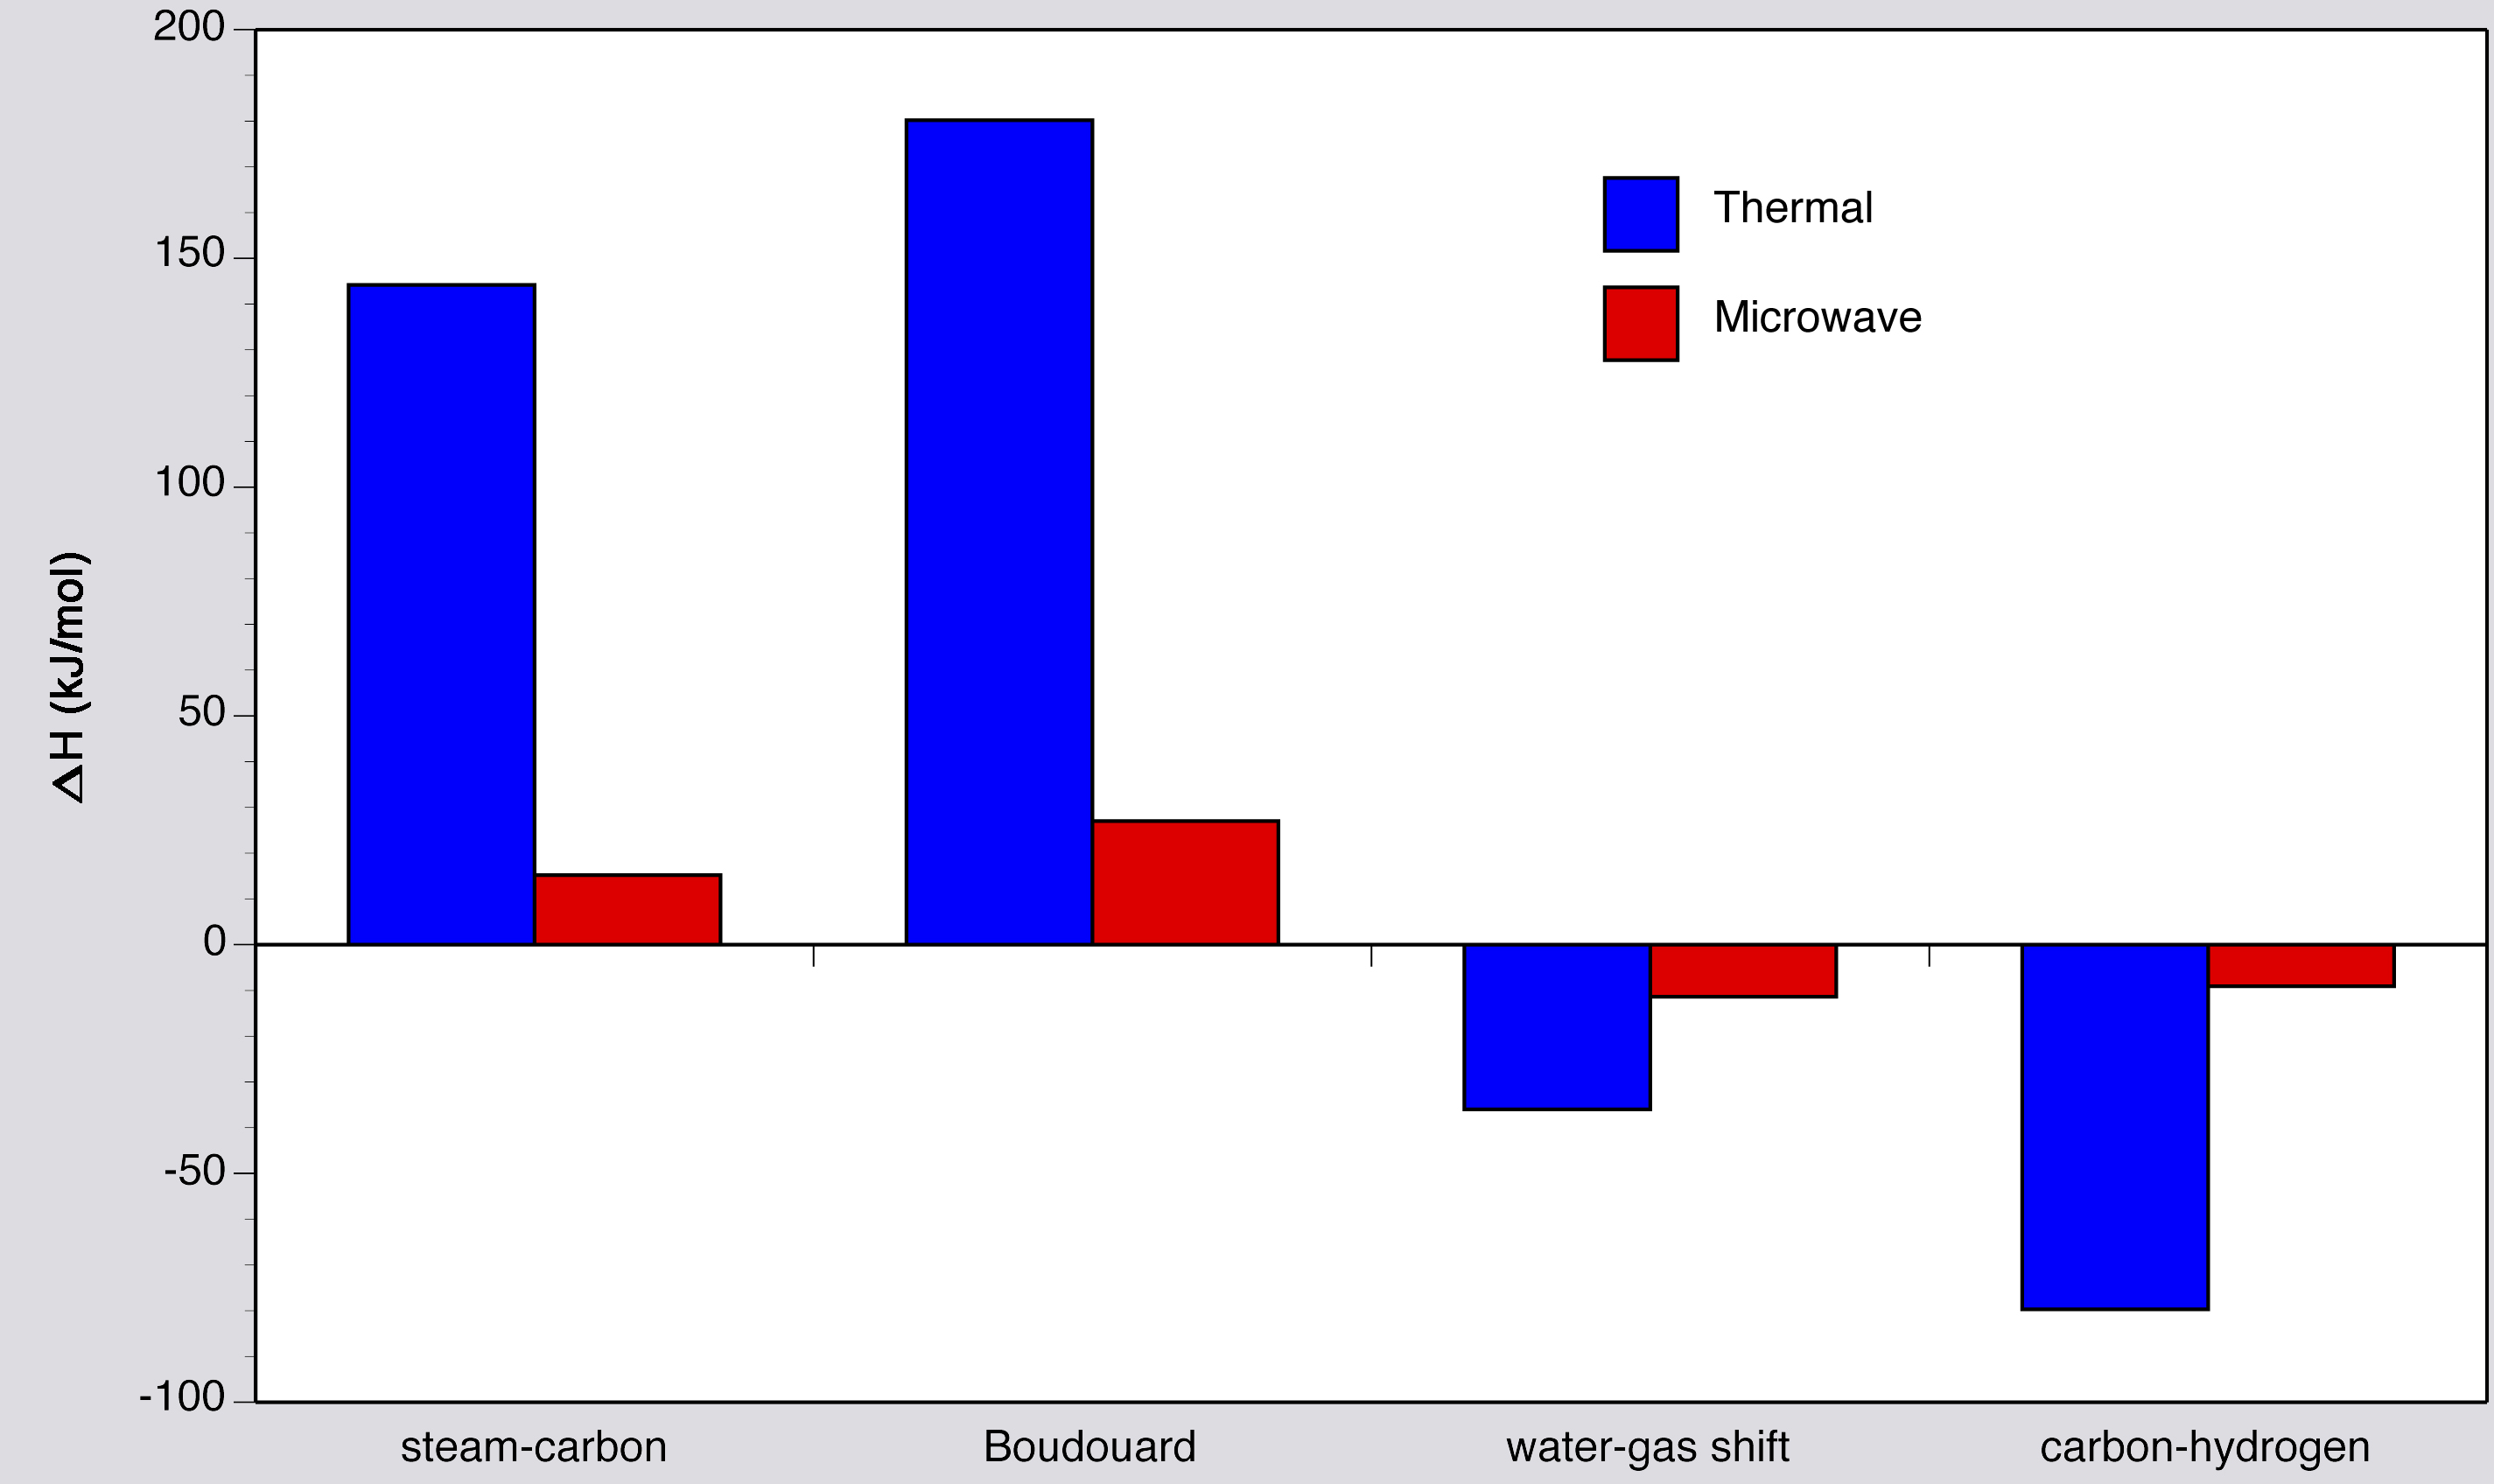 200
150
100
50
0
-50
-100
ΔH (kJ/mol)
Thermal
Microwave
steam-carbon
Boudouard
water-gas shift
carbon-hydrogen